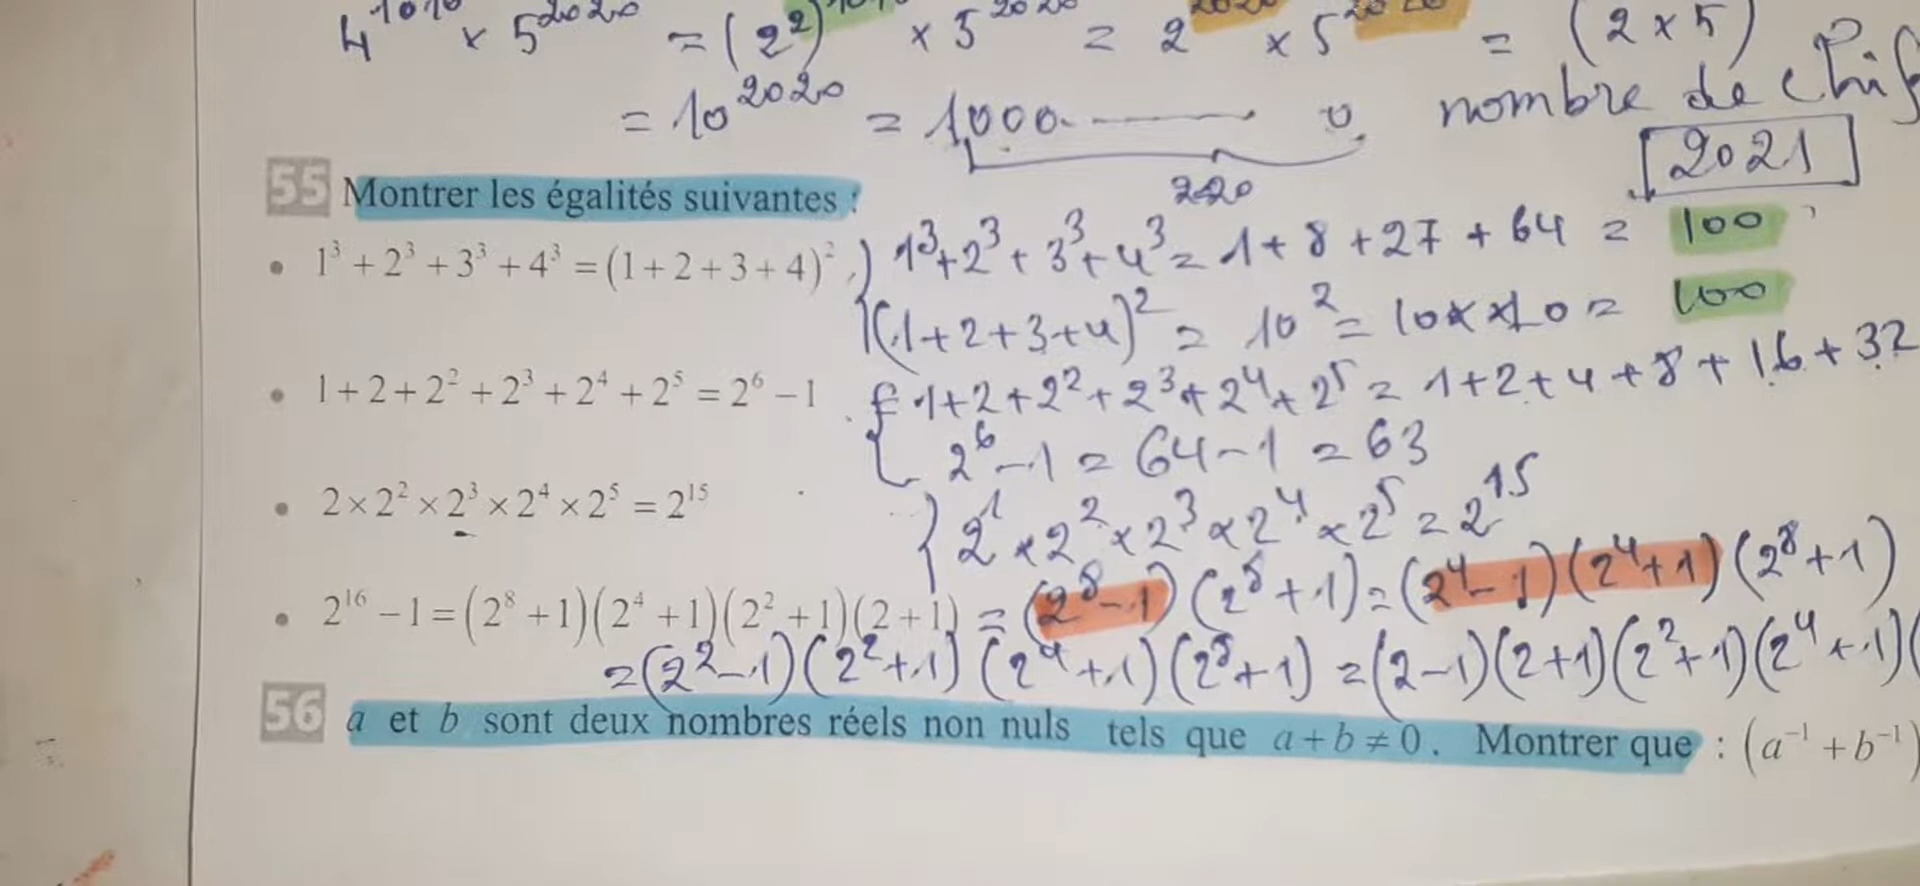 4^1010 × 5^2020 = (2^2)^1010 × 5^2020 = 2^2020 × 5^2020 = (2×5)
= 10^2020 = 1000 ——— 0 nombre de chif
2020 [2021]
55 Montrer les égalités suivantes :
• 1³ + 2³ + 3³ + 4³ = (1 + 2 + 3 + 4)² } 1³ + 2³ + 3³ + 4³ = 1 + 8 + 27 + 64 = 100
(1+2+3+4)² = 10² = 10 × 10 = 100
• 1 + 2 + 2² + 2³ + 2⁴ + 2⁵ = 2⁶ − 1 { 1+2+2²+2³+2⁴+2⁵ = 1+2+4+8+16+32
2⁶ − 1 = 64 − 1 = 63
• 2 × 2² × 2³ × 2⁴ × 2⁵ = 2¹⁵ { 2¹ × 2² × 2³ × 2⁴ × 2⁵ = 2¹⁵
• 2¹⁶ − 1 = (2⁸ + 1)(2⁴ + 1)(2² + 1)(2 + 1) = (2⁸ − 1)(2⁸ + 1) = (2⁴ − 1)(2⁴ + 1)(2⁸ + 1)
= (2² − 1)(2² + 1)(2⁴ + 1)(2⁸ + 1) = (2 − 1)(2 + 1)(2² + 1)(2⁴ + 1)(
56 a et b sont deux nombres réels non nuls tels que a + b ≠ 0. Montrer que : (a⁻¹ + b⁻¹)